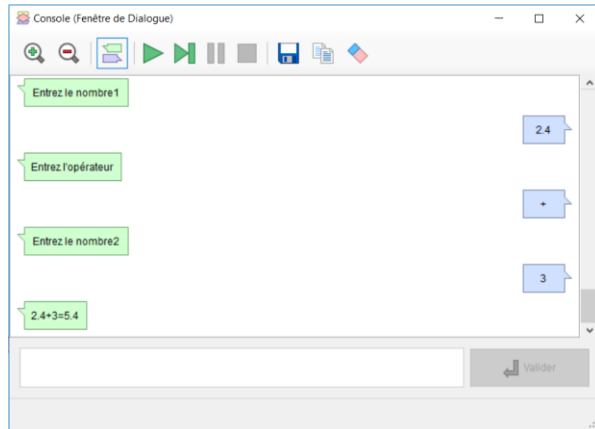 Console (Fenêtre de Dialogue)
Entrez le nombre1
2.4
Entrez l'opérateur
+
Entrez le nombre2
3
2.4+3=5.4
Valider